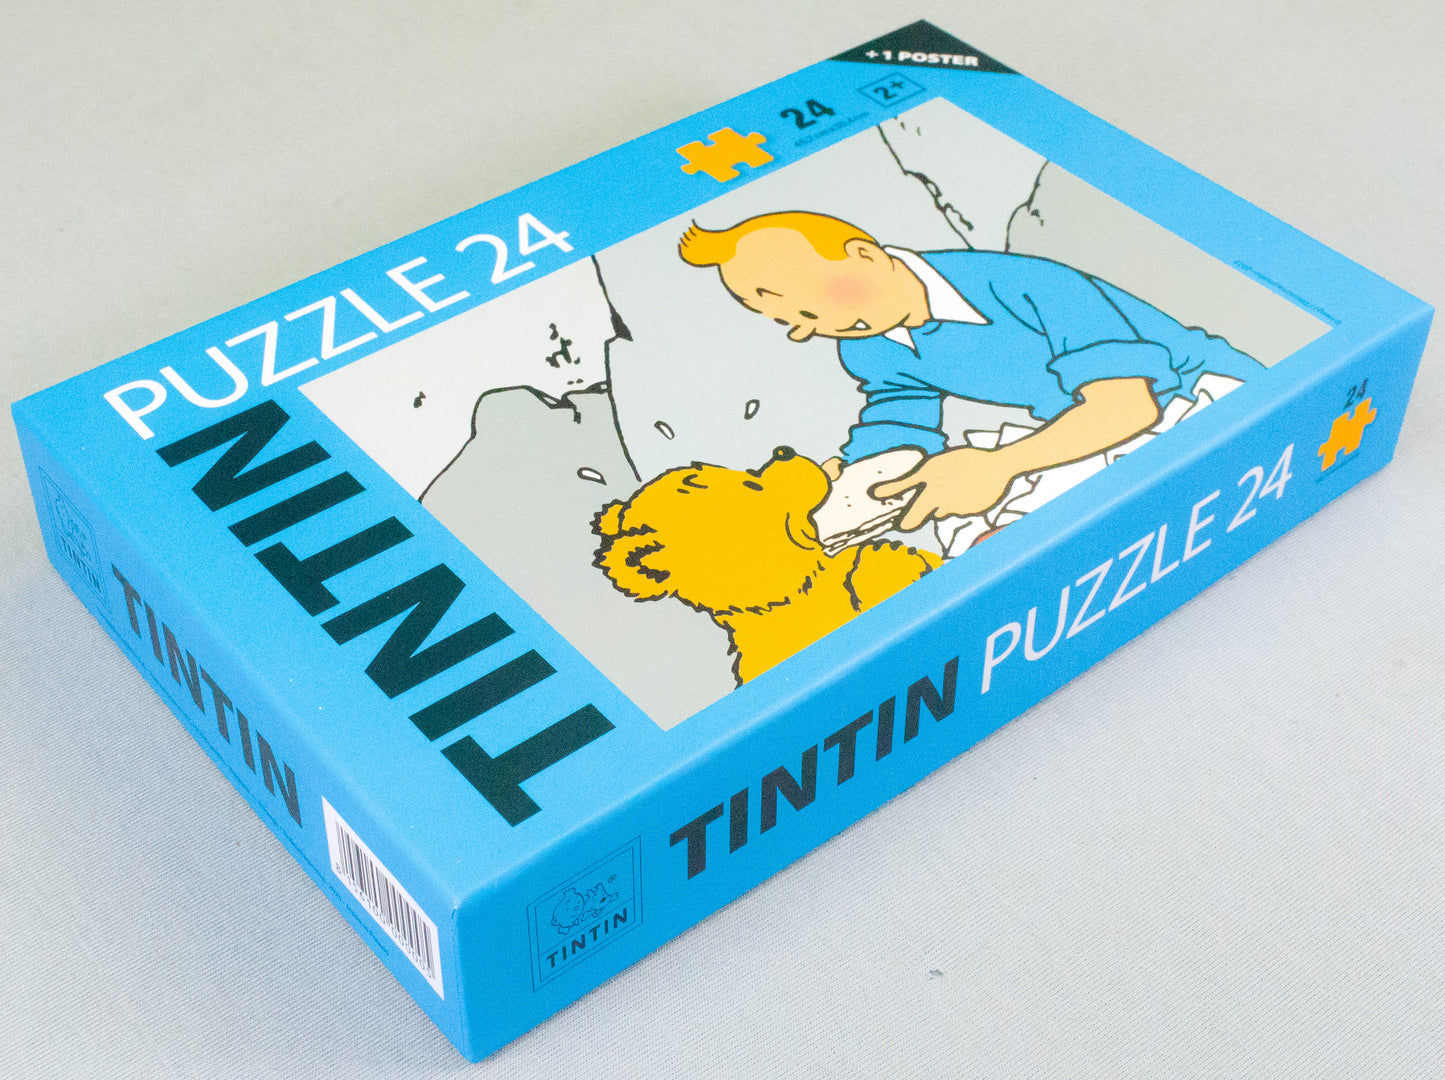 + 1 POSTER
24
2+
PUZZLE 24
TINTIN
24
TINTIN PUZZLE 24
TINTIN
TINTIN
TINTIN
®